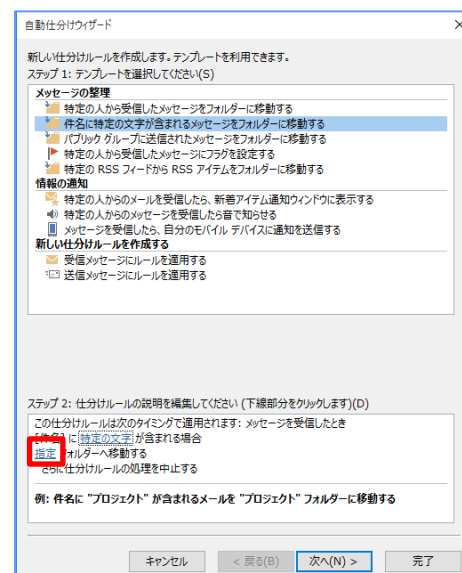 自動仕分けウィザード
新しい仕分けルールを作成します。テンプレートを利用できます。
ステップ 1: テンプレートを選択してください(S)
メッセージの整理
特定の人から受信したメッセージをフォルダーに移動する
件名に特定の文字が含まれるメッセージをフォルダーに移動する
パブリック グループに送信されたメッセージをフォルダーに移動する
特定の人から受信したメッセージにフラグを設定する
特定の RSS フィードから RSS アイテムをフォルダーに移動する
情報の通知
特定の人からのメールを受信したら、新着アイテム通知ウィンドウに表示する
特定の人からのメッセージを受信したら音で知らせる
メッセージを受信したら、自分のモバイル デバイスに通知を送信する
新しい仕分けルールを作成する
受信メッセージにルールを適用する
送信メッセージにルールを適用する
ステップ 2: 仕分けルールの説明を編集してください (下線部分をクリックします)(D)
この仕分けルールは次のタイミングで適用されます: メッセージを受信したとき
[件名] に 特定の文字 が含まれる場合
指定 フォルダーへ移動する
さらに仕分けルールの処理を中止する
例: 件名に "プロジェクト" が含まれるメールを "プロジェクト" フォルダーに移動する
キャンセル
< 戻る(B)
次へ(N) >
完了